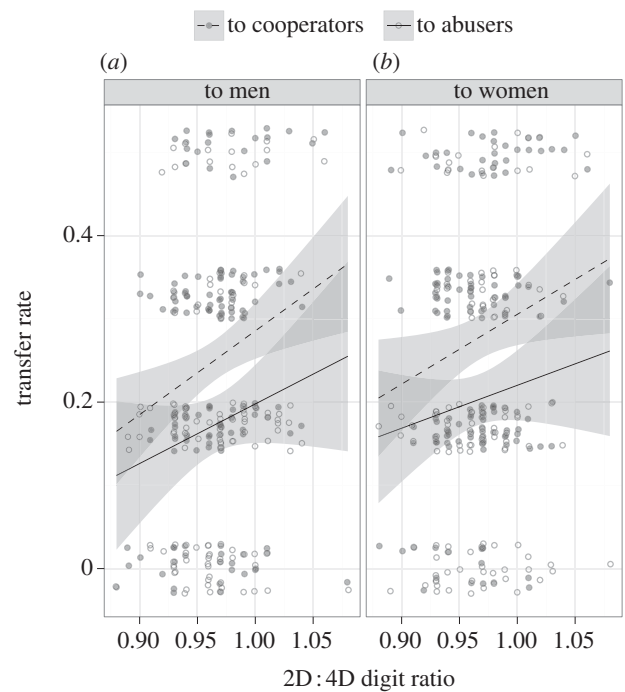 to cooperators to abusers
(a) (b)
to men to women
transfer rate
0.4
0.2
0
0.90 0.95 1.00 1.05 0.90 0.95 1.00 1.05
2D:4D digit ratio